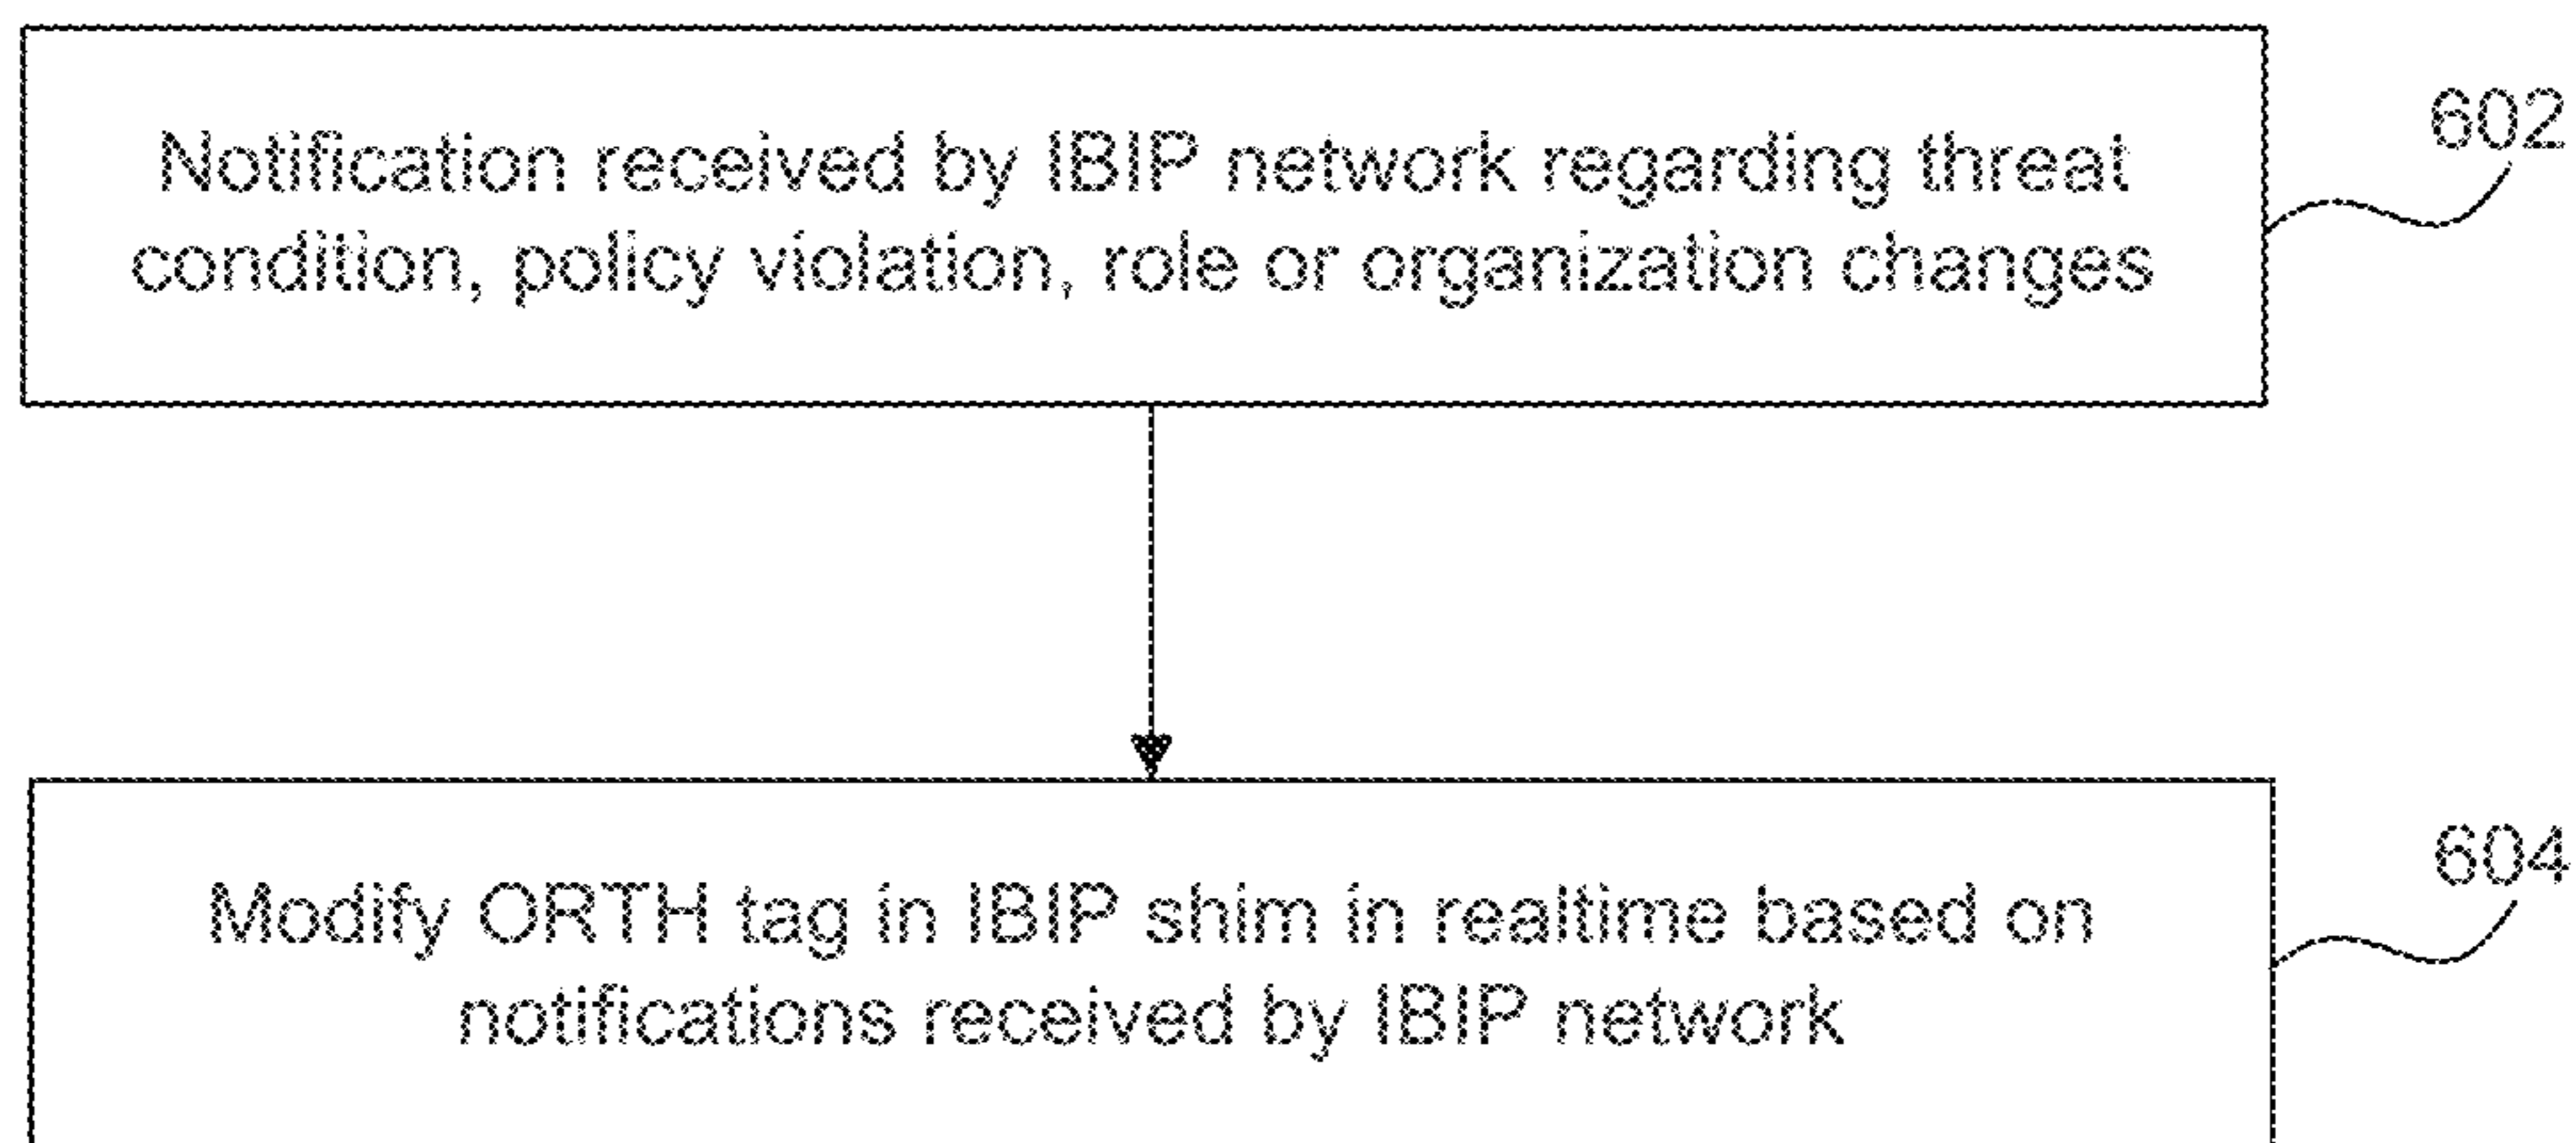 Notification received by IBIP network regarding threat
condition, policy violation, role or organization changes
602
Modify ORTH tag in IBIP shim in realtime based on
notifications received by IBIP network
604